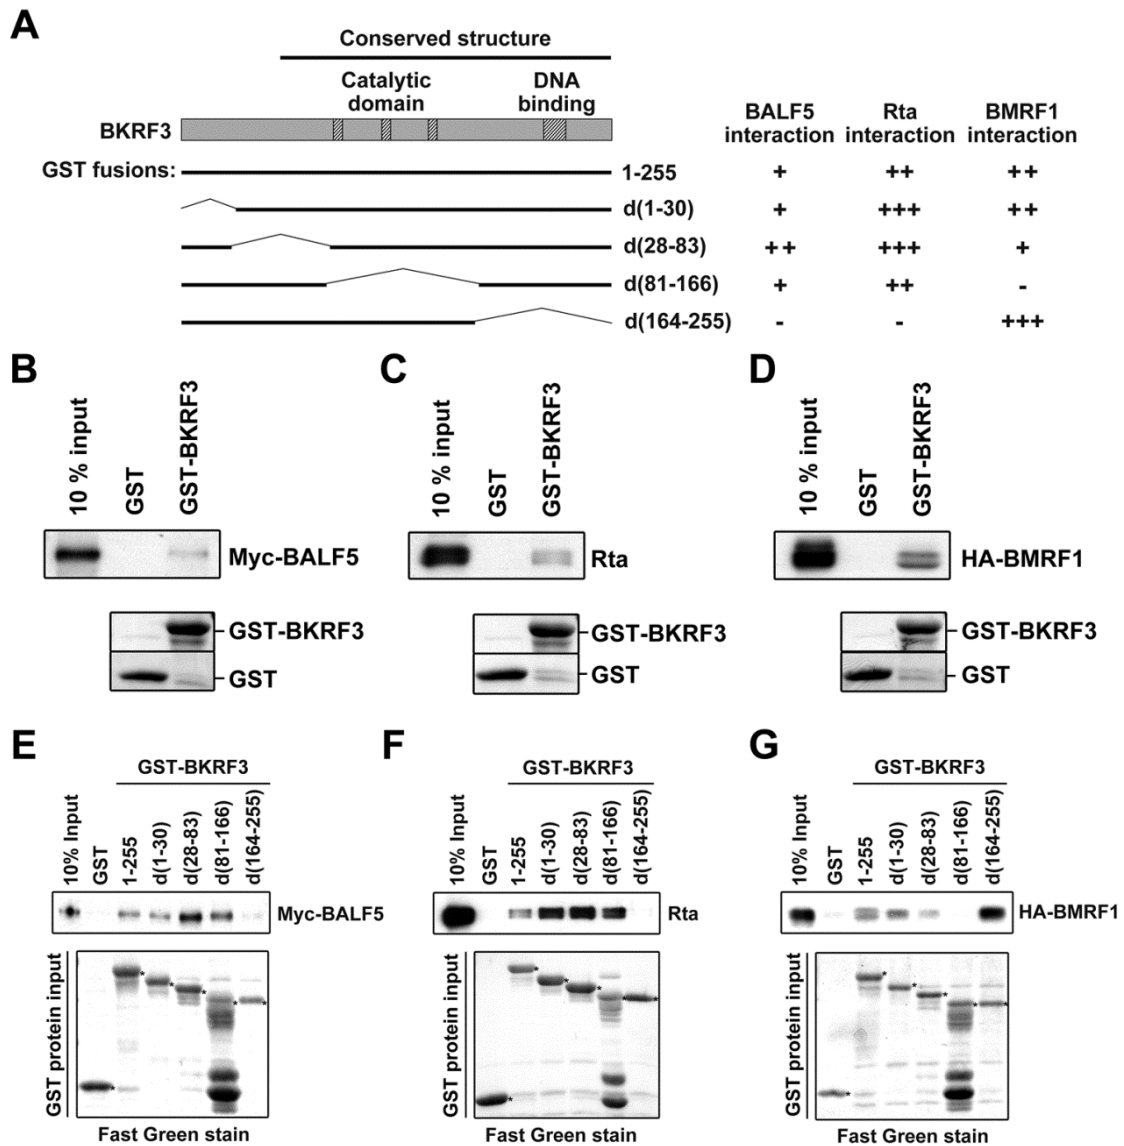 A
Conserved structure
Catalytic domain
DNA binding
BKRF3
BALF5 interaction
Rta interaction
BMRF1 interaction
GST fusions:
1-255 + ++ ++
d(1-30) + +++ ++
d(28-83) ++ +++ +
d(81-166) + ++ -
d(164-255) - - +++
B
10 % input
GST
GST-BKRF3
Myc-BALF5
GST-BKRF3
GST
C
10 % input
GST
GST-BKRF3
Rta
GST-BKRF3
GST
D
10 % input
GST
GST-BKRF3
HA-BMRF1
GST-BKRF3
GST
E
GST-BKRF3
10% Input
GST
1-255
d(1-30)
d(28-83)
d(81-166)
d(164-255)
Myc-BALF5
GST protein input
Fast Green stain
F
GST-BKRF3
10% Input
GST
1-255
d(1-30)
d(28-83)
d(81-166)
d(164-255)
Rta
GST protein input
Fast Green stain
G
GST-BKRF3
10% Input
GST
1-255
d(1-30)
d(28-83)
d(81-166)
d(164-255)
HA-BMRF1
GST protein input
Fast Green stain